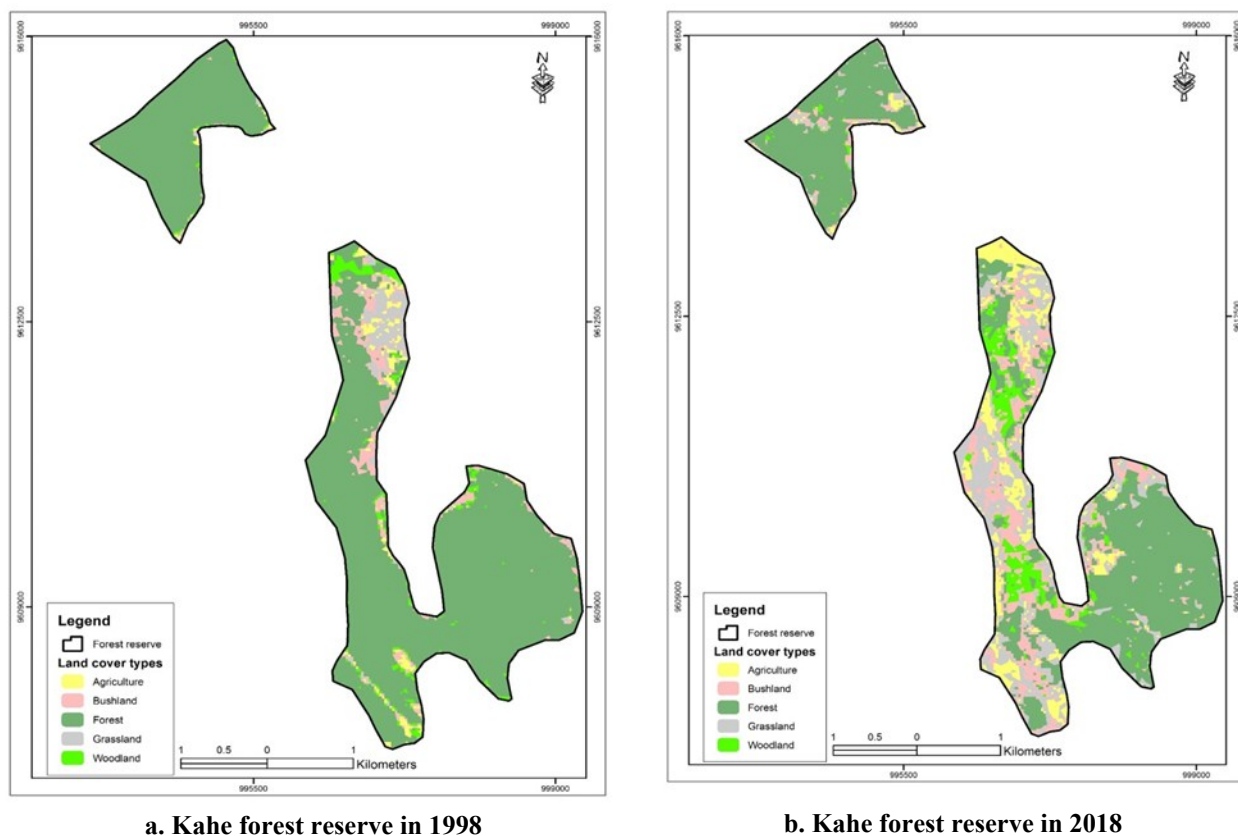 995500 999000
9616000 9616000
N
9612500 9612500
9609000 9609000
Legend
Forest reserve
Land cover types
Agriculture
Bushland
Forest
Grassland
Woodland
1 0.5 0 1
Kilometers
995500 999000
a. Kahe forest reserve in 1998
995500 999000
9616000 9616000
N
9612500 9612500
9609000 9609000
Legend
Forest reserve
Land cover types
Agriculture
Bushland
Forest
Grassland
Woodland
1 0.5 0 1
Kilometers
995500 999000
b. Kahe forest reserve in 2018